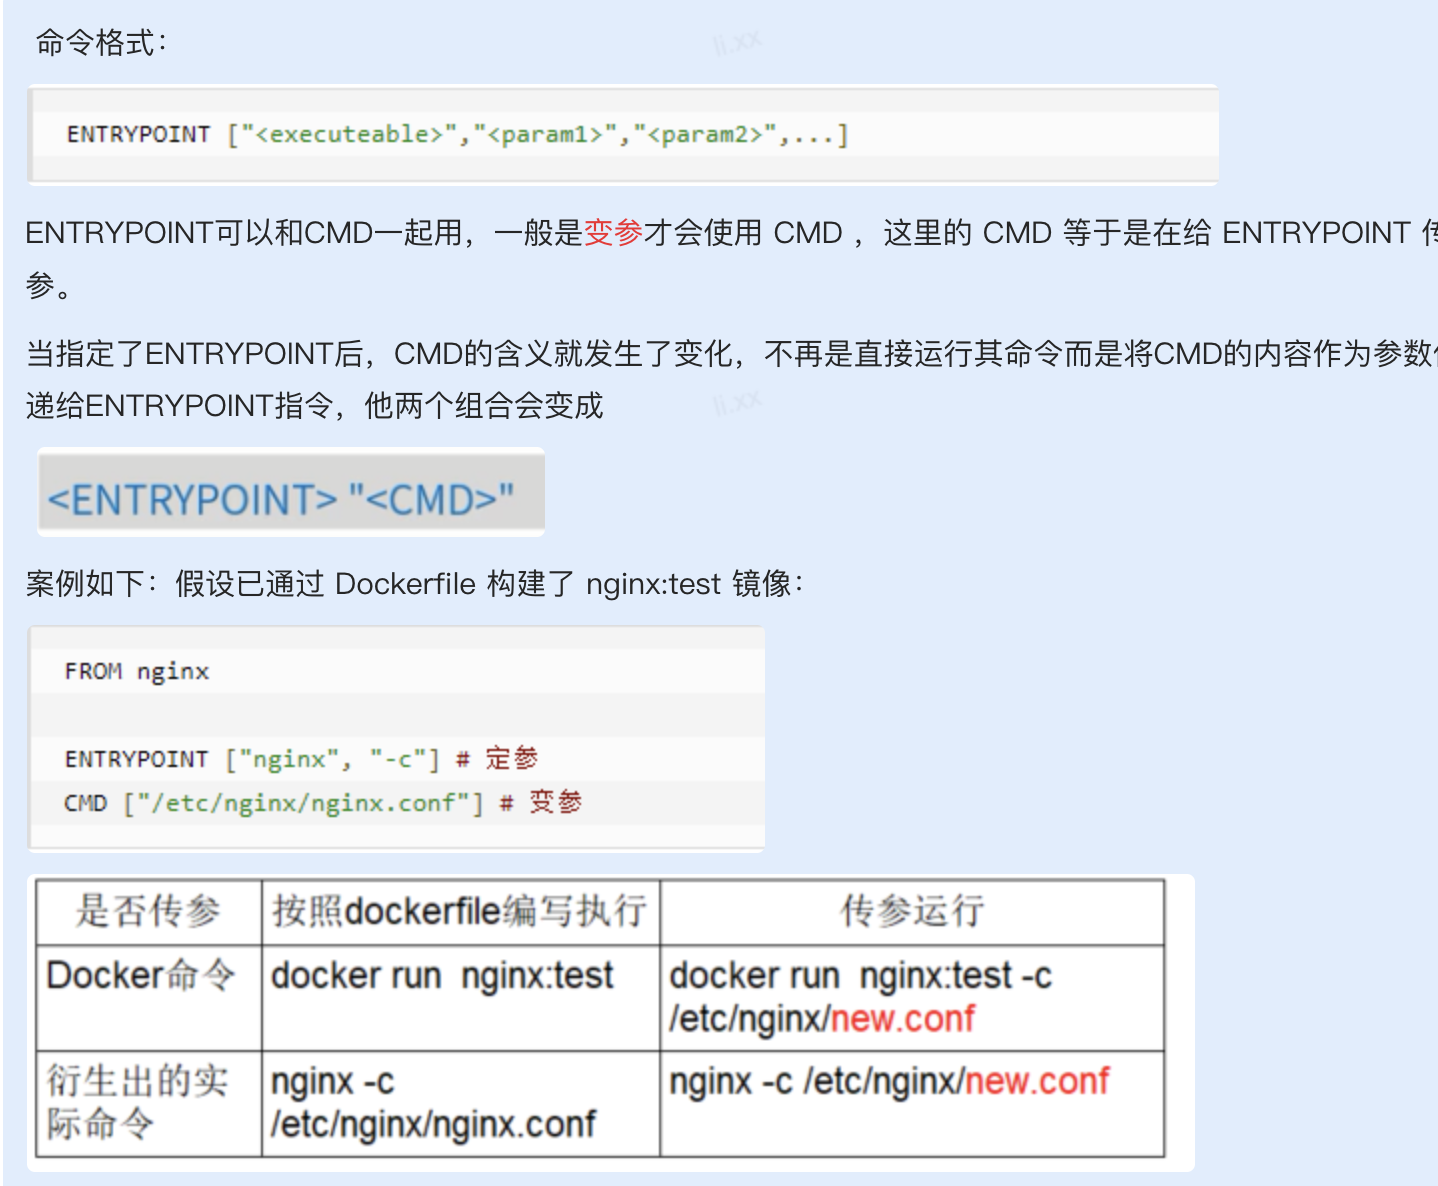 命令格式：
li.xx
ENTRYPOINT ["<executeable>","<param1>","<param2>",...]
ENTRYPOINT可以和CMD一起用，一般是变参才会使用 CMD ，这里的 CMD 等于是在给 ENTRYPOINT 传
参。
当指定了ENTRYPOINT后，CMD的含义就发生了变化，不再是直接运行其命令而是将CMD的内容作为参数
递给ENTRYPOINT指令，他两个组合会变成
li.xx
<ENTRYPOINT> "<CMD>"
案例如下：假设已通过 Dockerfile 构建了 nginx:test 镜像：
FROM nginx
ENTRYPOINT ["nginx", "-c"] # 定参
CMD ["/etc/nginx/nginx.conf"] # 变参
是否传参 按照dockerfile编写执行 传参运行
Docker命令 docker run nginx:test docker run nginx:test -c
/etc/nginx/new.conf
衍生出的实 nginx -c nginx -c /etc/nginx/new.conf
际命令 /etc/nginx/nginx.conf